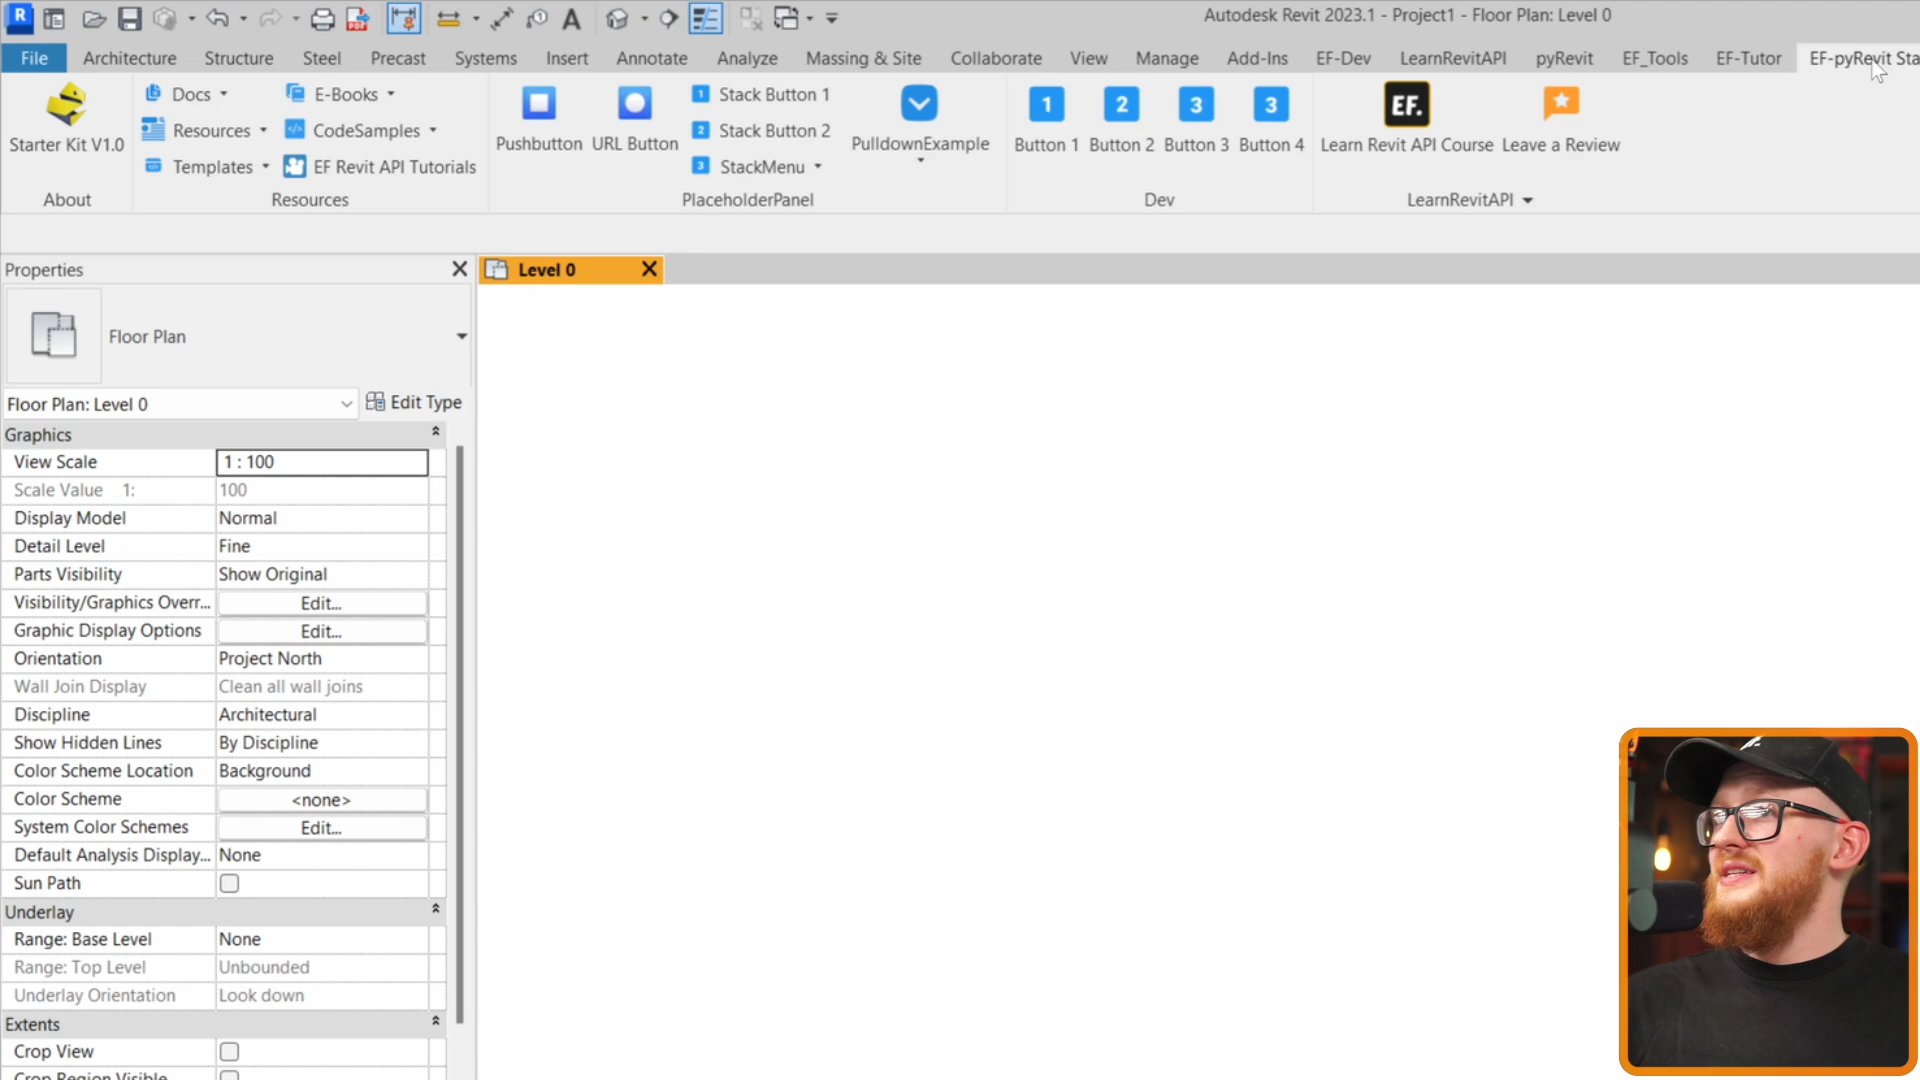 Autodesk Revit 2023.1 - Project1 - Floor Plan: Level 0
File Architecture Structure Steel Precast Systems Insert Annotate Analyze Massing & Site Collaborate View Manage Add-Ins EF-Dev LearnRevitAPI pyRevit EF_Tools EF-Tutor EF-pyRevit Sta
Docs E-Books Stack Button 1
Starter Kit V1.0 Resources CodeSamples Pushbutton URL Button Stack Button 2 PulldownExample
1 2 3 3 EF.
Button 1 Button 2 Button 3 Button 4 Learn Revit API Course Leave a Review
Templates EF Revit API Tutorials StackMenu
About Resources PlaceholderPanel Dev LearnRevitAPI
Properties
Level 0
Floor Plan
Floor Plan: Level 0 Edit Type
Graphics
View Scale 1 : 100
Scale Value 1: 100
Display Model Normal
Detail Level Fine
Parts Visibility Show Original
Visibility/Graphics Overr... Edit...
Graphic Display Options Edit...
Orientation Project North
Wall Join Display Clean all wall joins
Discipline Architectural
Show Hidden Lines By Discipline
Color Scheme Location Background
Color Scheme <none>
System Color Schemes Edit...
Default Analysis Display... None
Sun Path
Underlay
Range: Base Level None
Range: Top Level Unbounded
Underlay Orientation Look down
Extents
Crop View
Crop Region Visible